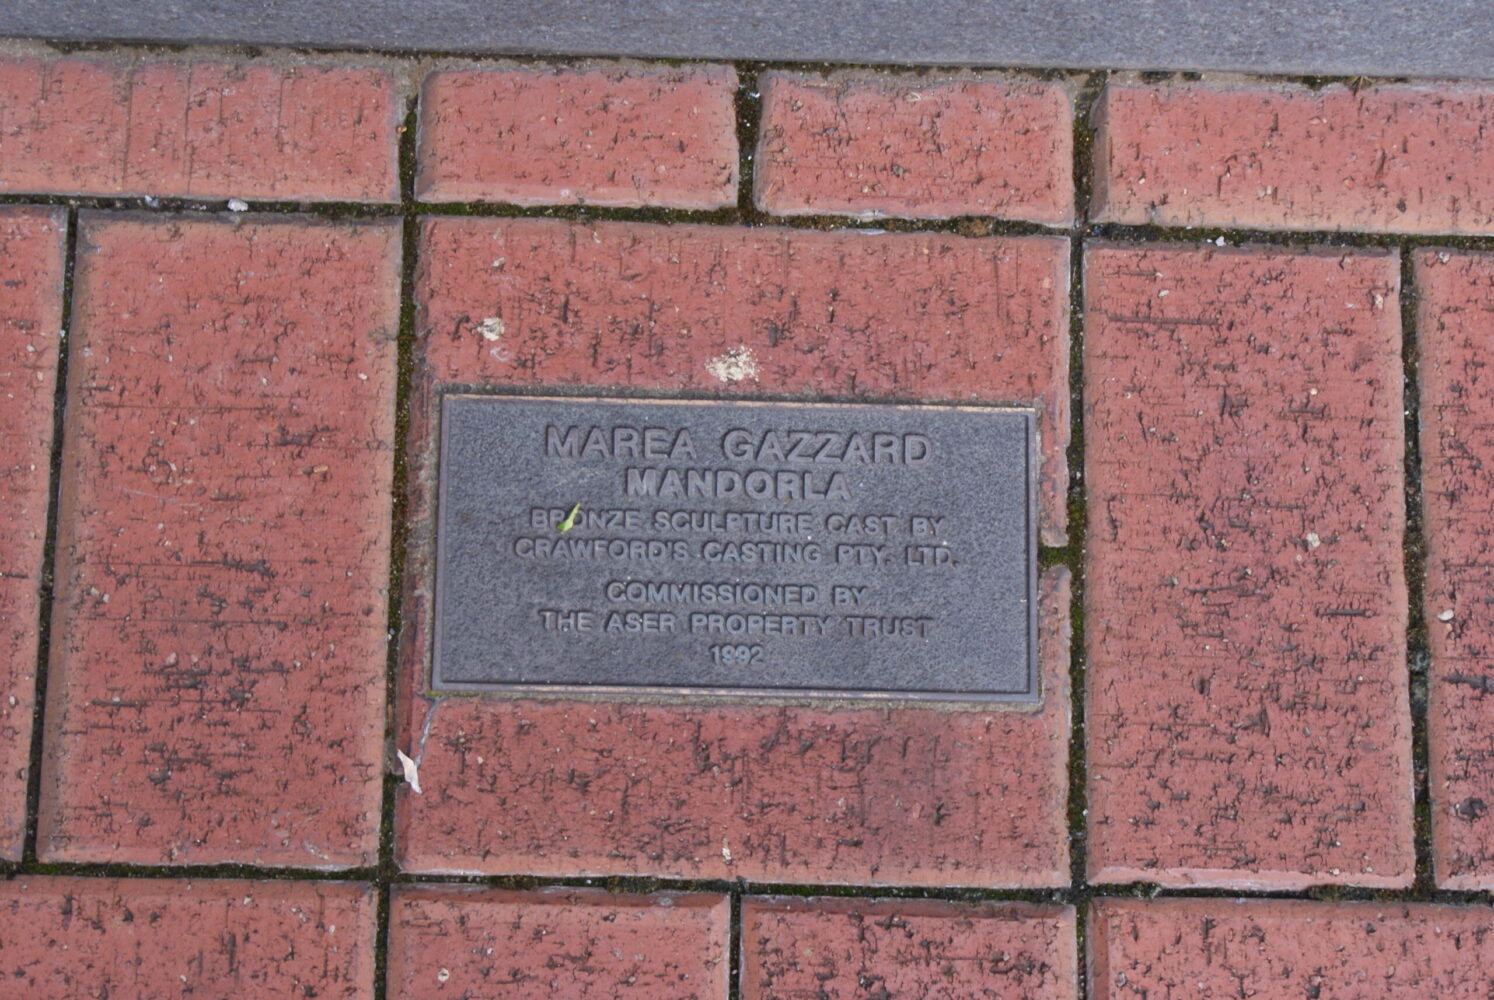 MAREA GAZZARD
MANDORLA
BRONZE SCULPTURE CAST BY
CRAWFORD'S CASTING PTY. LTD.
COMMISSIONED BY
THE ASER PROPERTY TRUST
1992